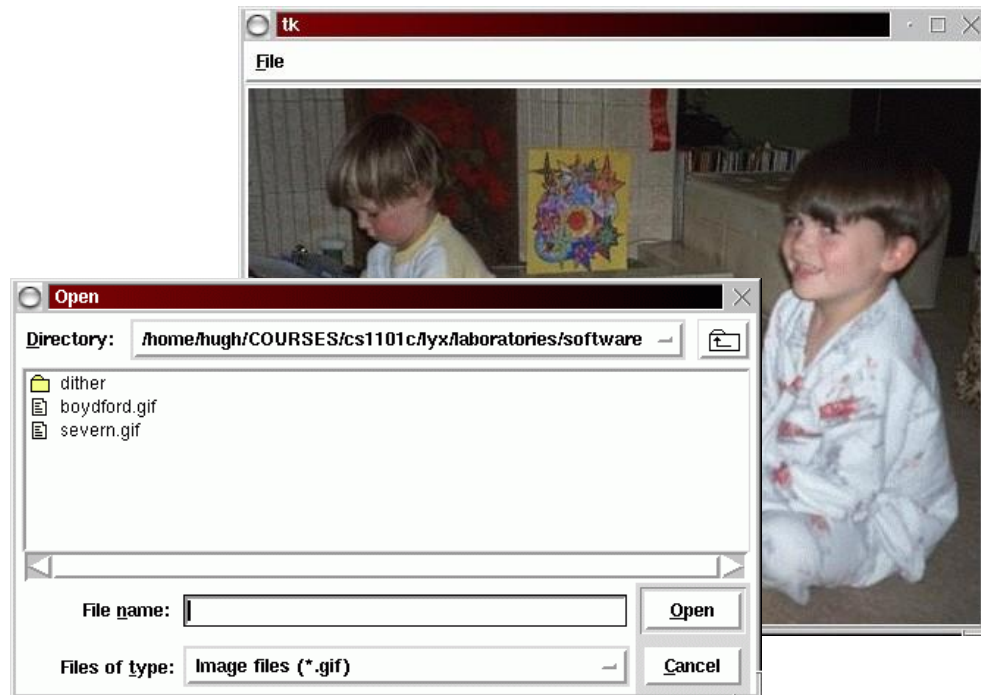 tk
File
Open
Directory: /home/hugh/COURSES/cs1101c/lyx/laboratories/software
dither
boydford.gif
severn.gif
File name:
Open
Files of type: Image files (*.gif)
Cancel